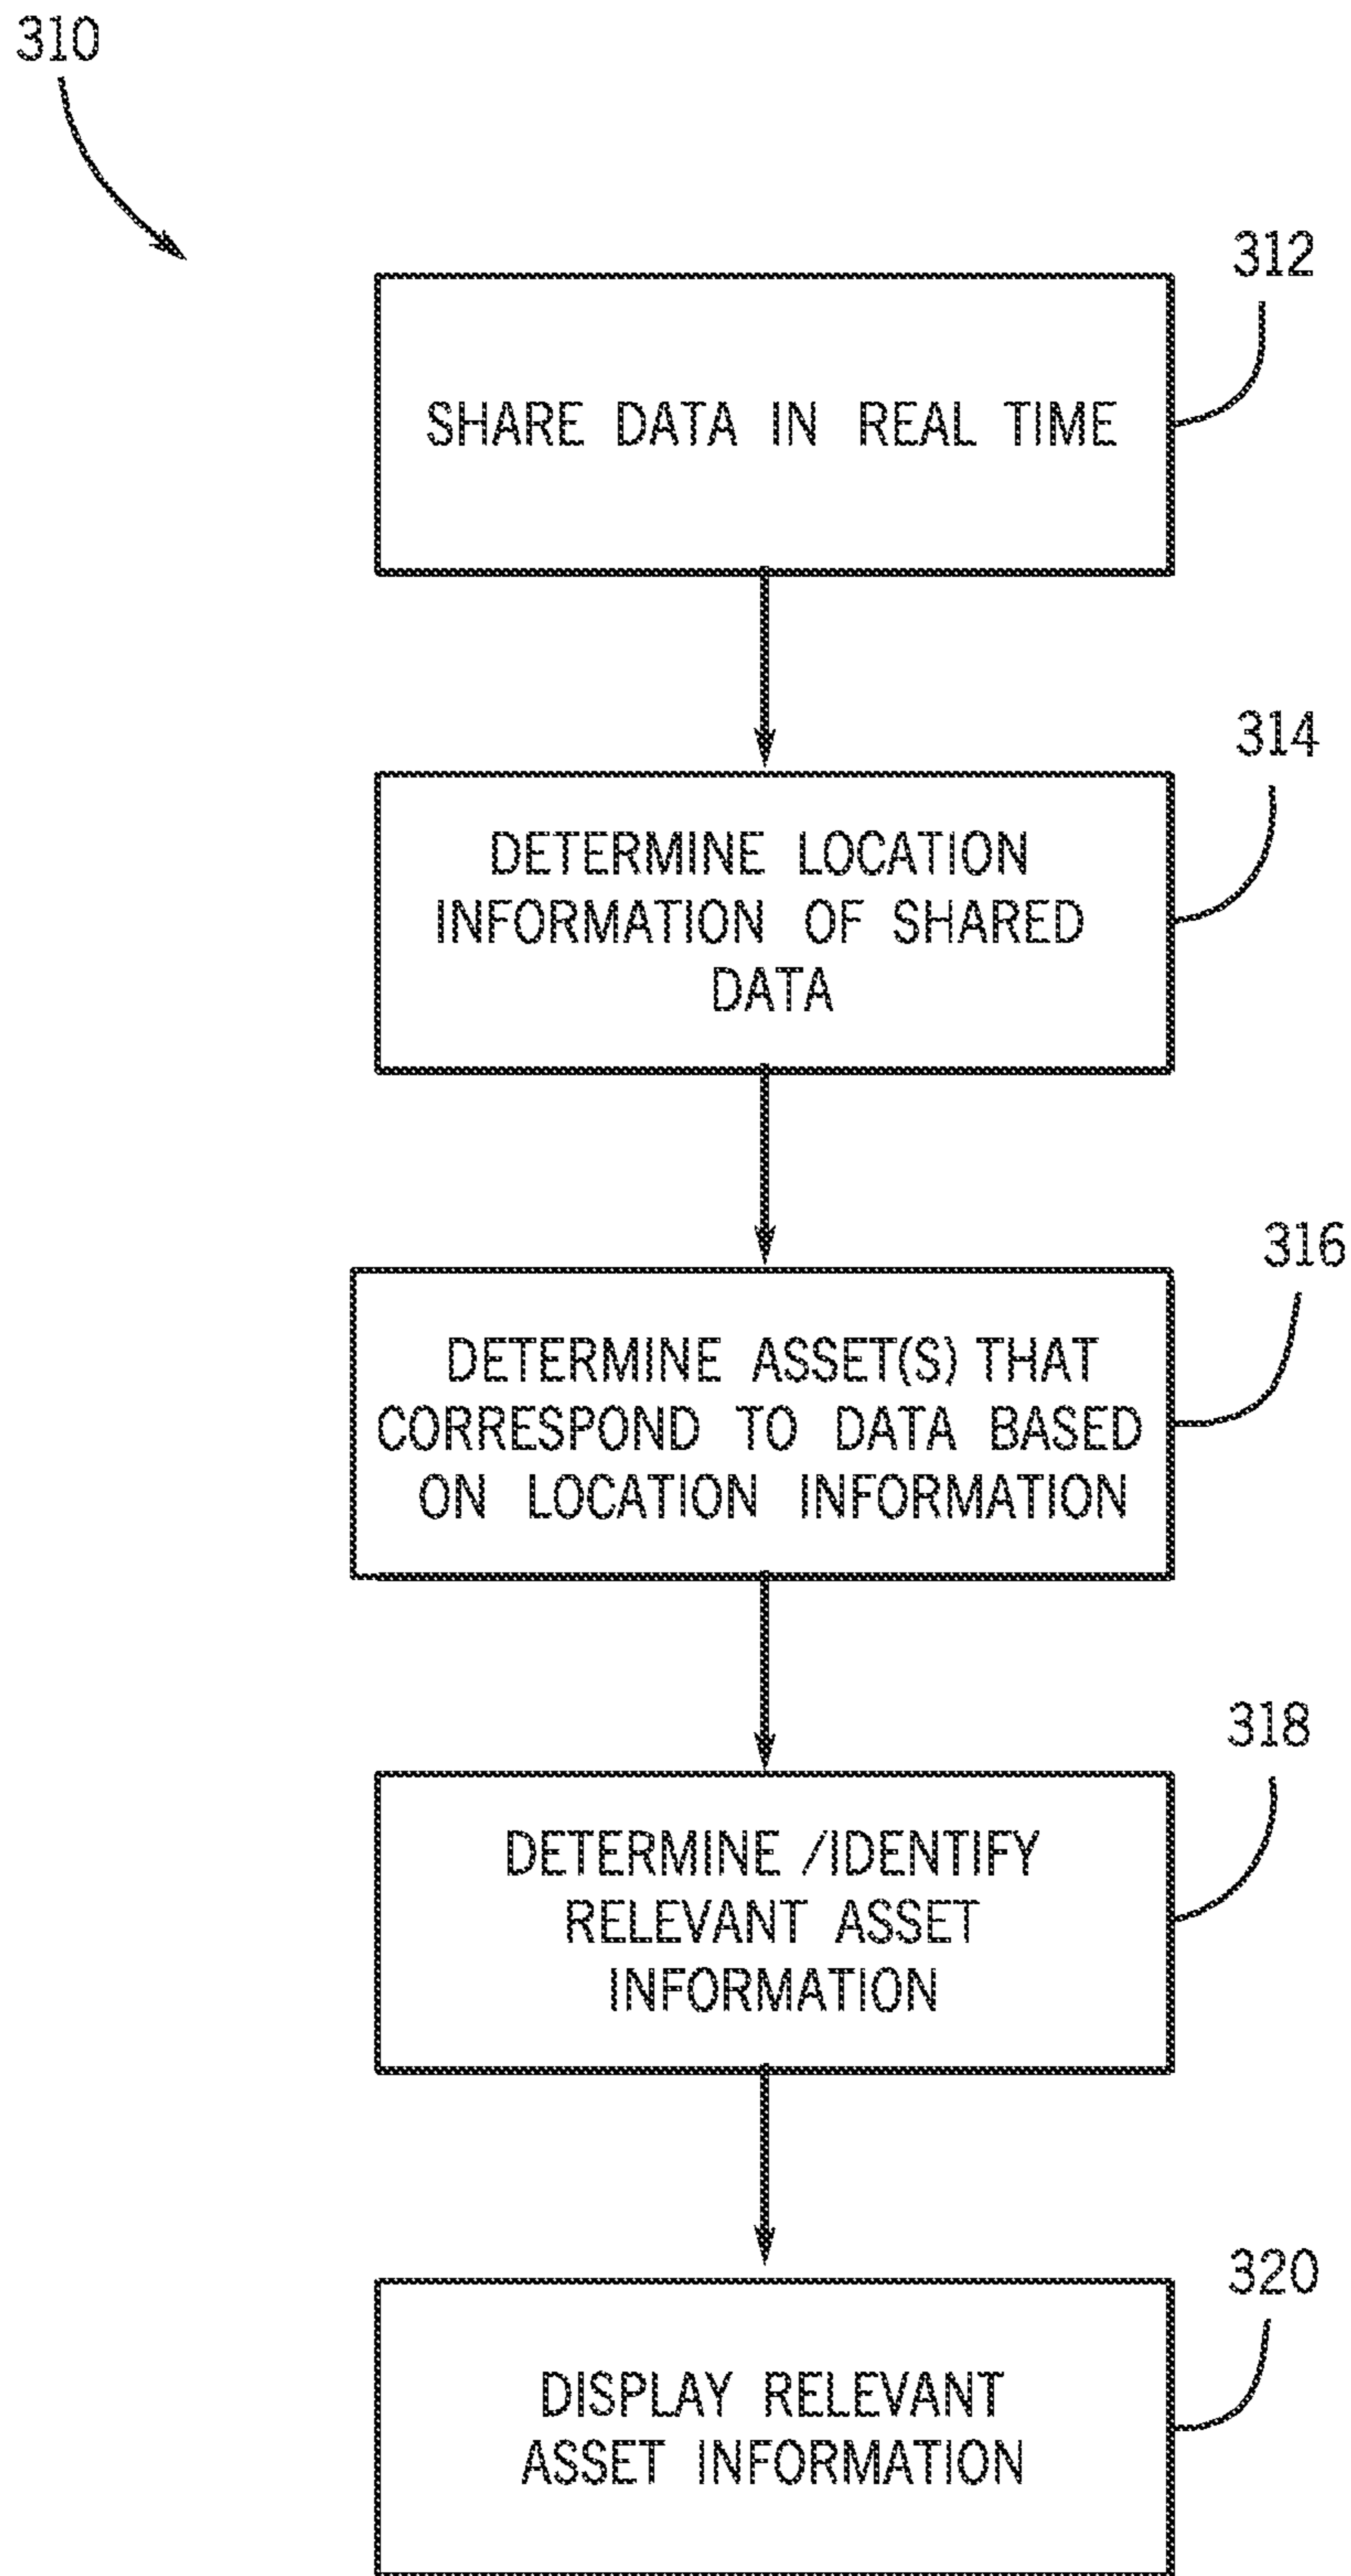 310
312
SHARE DATA IN REAL TIME
314
DETERMINE LOCATION
INFORMATION OF SHARED
DATA
316
DETERMINE ASSET(S) THAT
CORRESPOND TO DATA BASED
ON LOCATION INFORMATION
318
DETERMINE /IDENTIFY
RELEVANT ASSET
INFORMATION
320
DISPLAY RELEVANT
ASSET INFORMATION